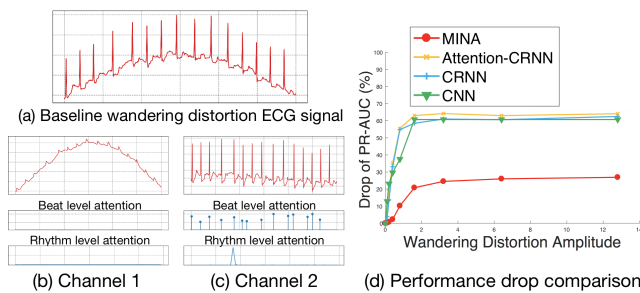 (a) Baseline wandering distortion ECG signal
Beat level attention
Rhythm level attention
(b) Channel 1
Beat level attention
Rhythm level attention
(c) Channel 2
MINA
Attention-CRNN
CRNN
CNN
Drop of PR-AUC (%)
100
90
80
70
60
50
40
30
20
10
0
0 2 4 6 8 10 12 14
Wandering Distortion Amplitude
(d) Performance drop comparison